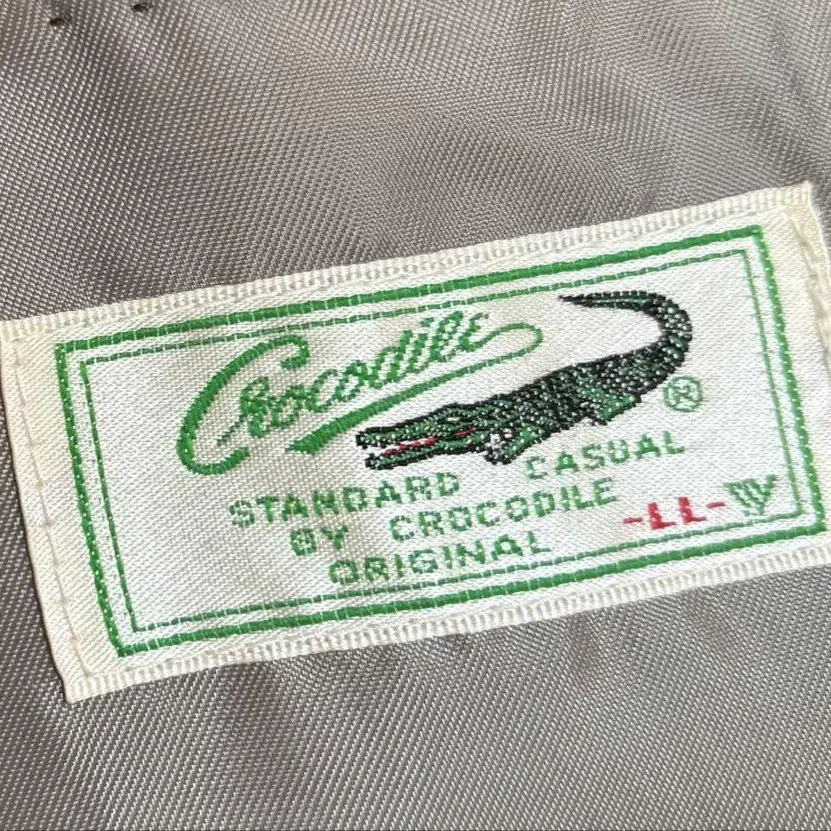 Crocodile
®
STANDARD CASUAL
BY CROCODILE
ORIGINAL
-LL-